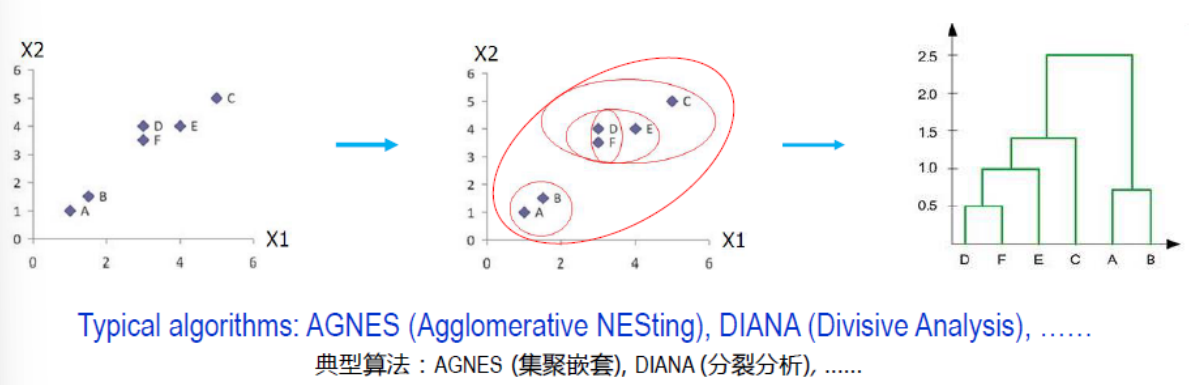 X2
6
5
4
3
2
1
0
0 2 4 6
X1
C
D E
F
B
A
X2
6
5
4
3
2
1
0
0 2 4 6
X1
C
D E
F
B
A
2.5
2.0
1.5
1.0
0.5
D F E C A B
Typical algorithms: AGNES (Agglomerative NESting), DIANA (Divisive Analysis), ……
典型算法：AGNES (集聚嵌套), DIANA (分裂分析), ......